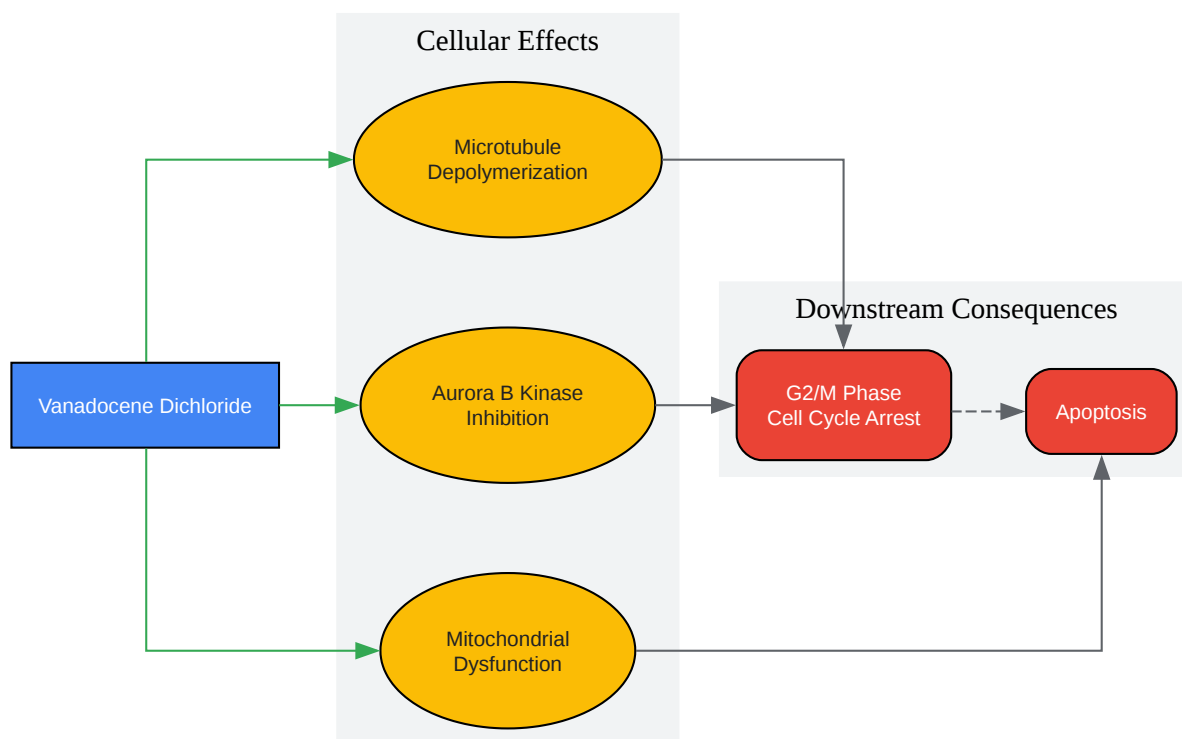 Cellular Effects
Microtubule
Depolymerization
Downstream Consequences
Vanadocene Dichloride
Aurora B Kinase
Inhibition
G2/M Phase
Cell Cycle Arrest
Apoptosis
Mitochondrial
Dysfunction